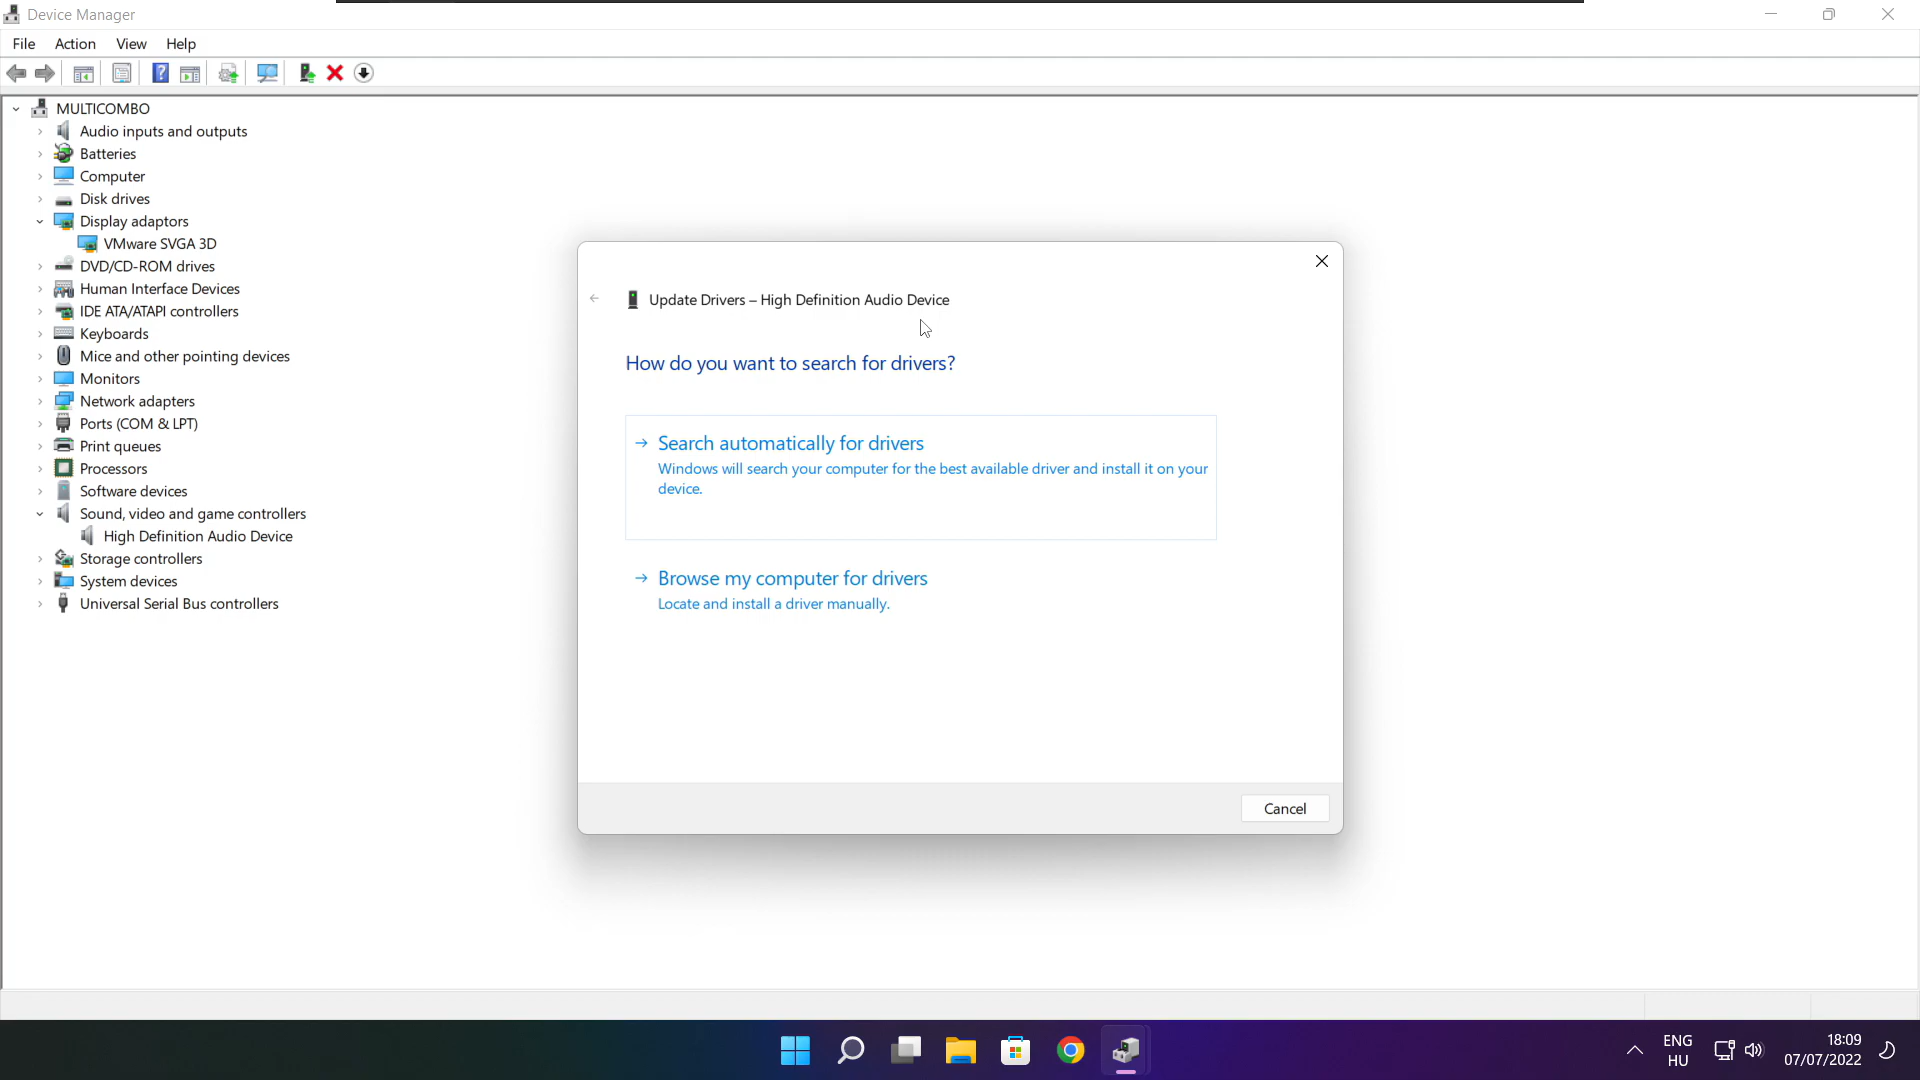 Device Manager
File Action View Help
MULTICOMBO
Audio inputs and outputs
Batteries
Computer
Disk drives
Display adaptors
VMware SVGA 3D
DVD/CD-ROM drives
Human Interface Devices
IDE ATA/ATAPI controllers
Keyboards
Mice and other pointing devices
Monitors
Network adapters
Ports (COM & LPT)
Print queues
Processors
Software devices
Sound, video and game controllers
High Definition Audio Device
Storage controllers
System devices
Universal Serial Bus controllers
Update Drivers – High Definition Audio Device
How do you want to search for drivers?
Search automatically for drivers
Windows will search your computer for the best available driver and install it on your
device.
Browse my computer for drivers
Locate and install a driver manually.
Cancel
ENG
HU
18:09
07/07/2022